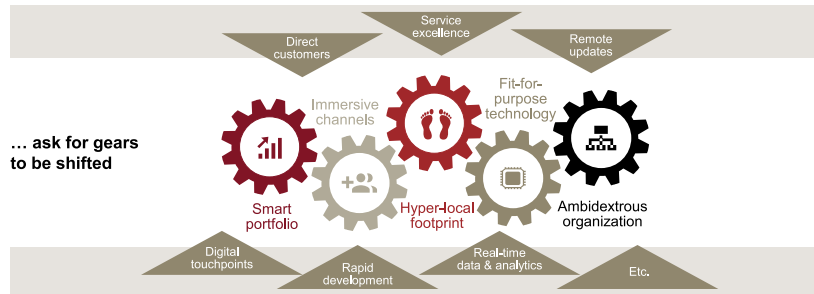 Direct
customers
Service
excellence
Remote
updates
… ask for gears
to be shifted
Immersive
channels
Fit-for-
purpose
technology
Smart
portfolio
Hyper-local
footprint
Ambidextrous
organization
Digital
touchpoints
Rapid
development
Real-time
data & analytics
Etc.